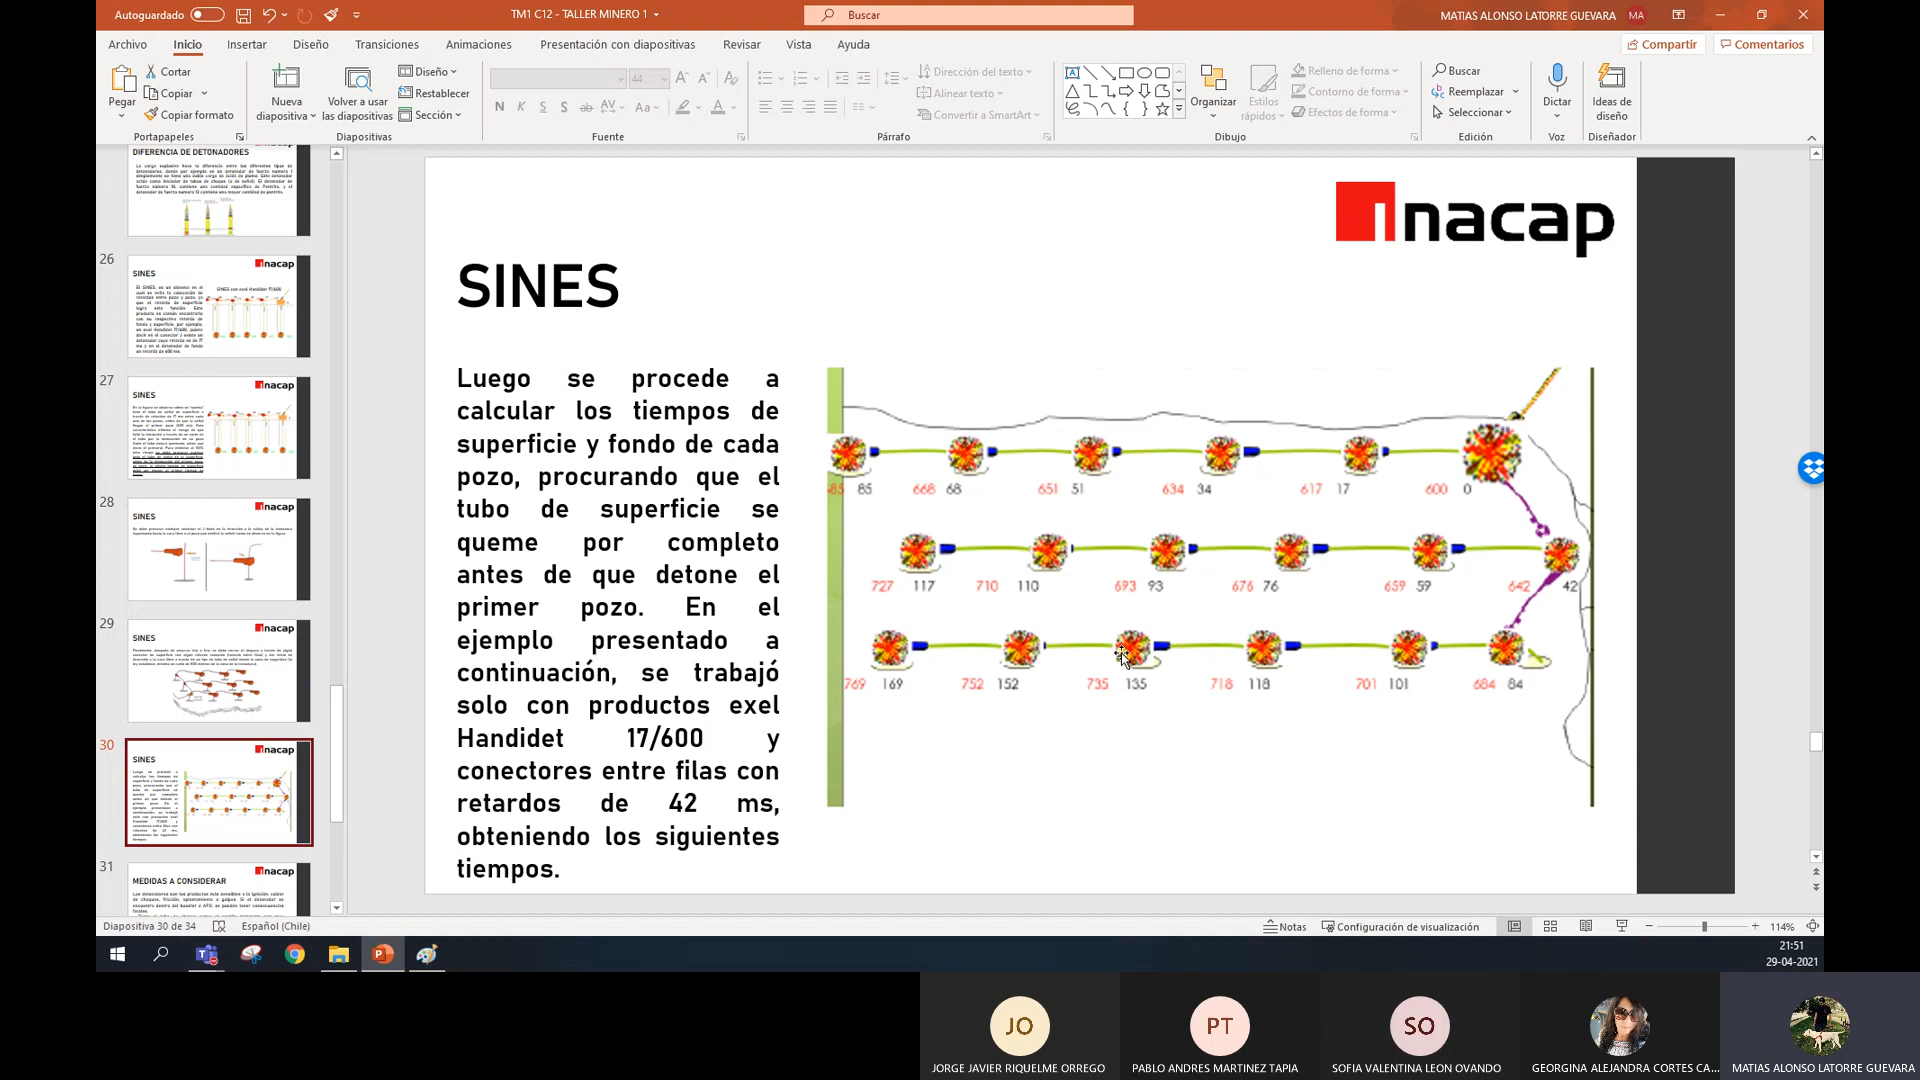 Autoguardado
TM1 C12 - TALLER MINERO 1
Buscar
MATIAS ALONSO LATORRE GUEVARA
MA
Archivo Inicio Insertar Diseño Transiciones Animaciones Presentación con diapositivas Revisar Vista Ayuda
Compartir
Comentarios
Pegar
Cortar
Copiar
Copiar formato
Portapapeles
Nueva
diapositiva
Volver a usar
las diapositivas
Diseño
Restablecer
Sección
Diapositivas
44
N K S S ab AV Aa A
Fuente
Dirección del texto
Alinear texto
Convertir a SmartArt
Párrafo
Organizar
Estilos
rápidos
Relleno de forma
Contorno de forma
Efectos de forma
Dibujo
Buscar
Reemplazar
Seleccionar
Edición
Dictar
Voz
Ideas de
diseño
Diseñador
DIFERENCIA DE DETONADORES
26
inacap
SINES
SINES con exel Handidet 17/600
27
inacap
SINES
28
inacap
SINES
29
inacap
SINES
30
inacap
SINES
31
inacap
MEDIDAS A CONSIDERAR
inacap
SINES
Luego se procede a
calcular los tiempos de
superficie y fondo de cada
pozo, procurando que el
tubo de superficie se
queme por completo
antes de que detone el
primer pozo. En el
ejemplo presentado a
continuación, se trabajó
solo con productos exel
Handidet 17/600 y
conectores entre filas con
retardos de 42 ms,
obteniendo los siguientes
tiempos.
85 85 668 68 651 51 634 34 617 17 600 0
727 117 710 110 693 93 676 76 659 59 642 42
769 169 752 152 735 135 718 118 701 101 684 84
Diapositiva 30 de 34
Español (Chile)
Notas
Configuración de visualización
114%
21:51
29-04-2021
JO
PT
SO
JORGE JAVIER RIQUELME ORREGO
PABLO ANDRES MARTINEZ TAPIA
SOFIA VALENTINA LEON OVANDO
GEORGINA ALEJANDRA CORTES CA...
MATIAS ALONSO LATORRE GUEVARA